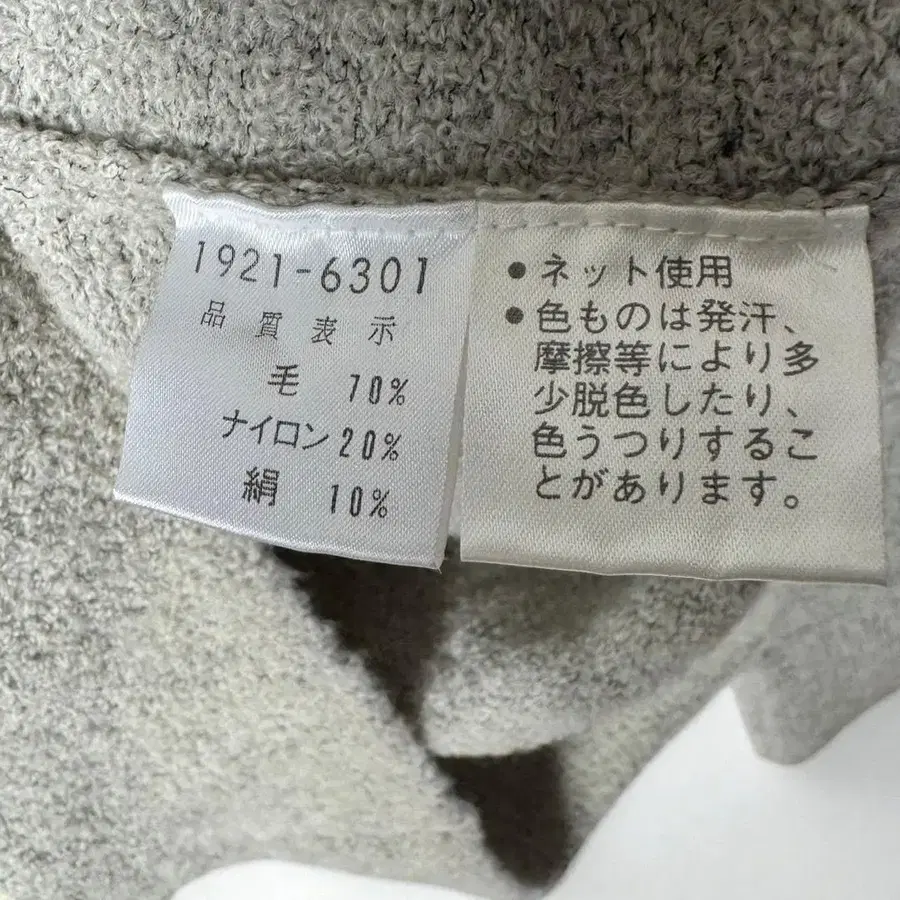 1921-6301
品質表示
毛 70%
ナイロン 20%
絹 10%
● ネット使用
● 色ものは発汗、
摩擦等により多
少脱色したり、
色うつりするこ
とがあります。